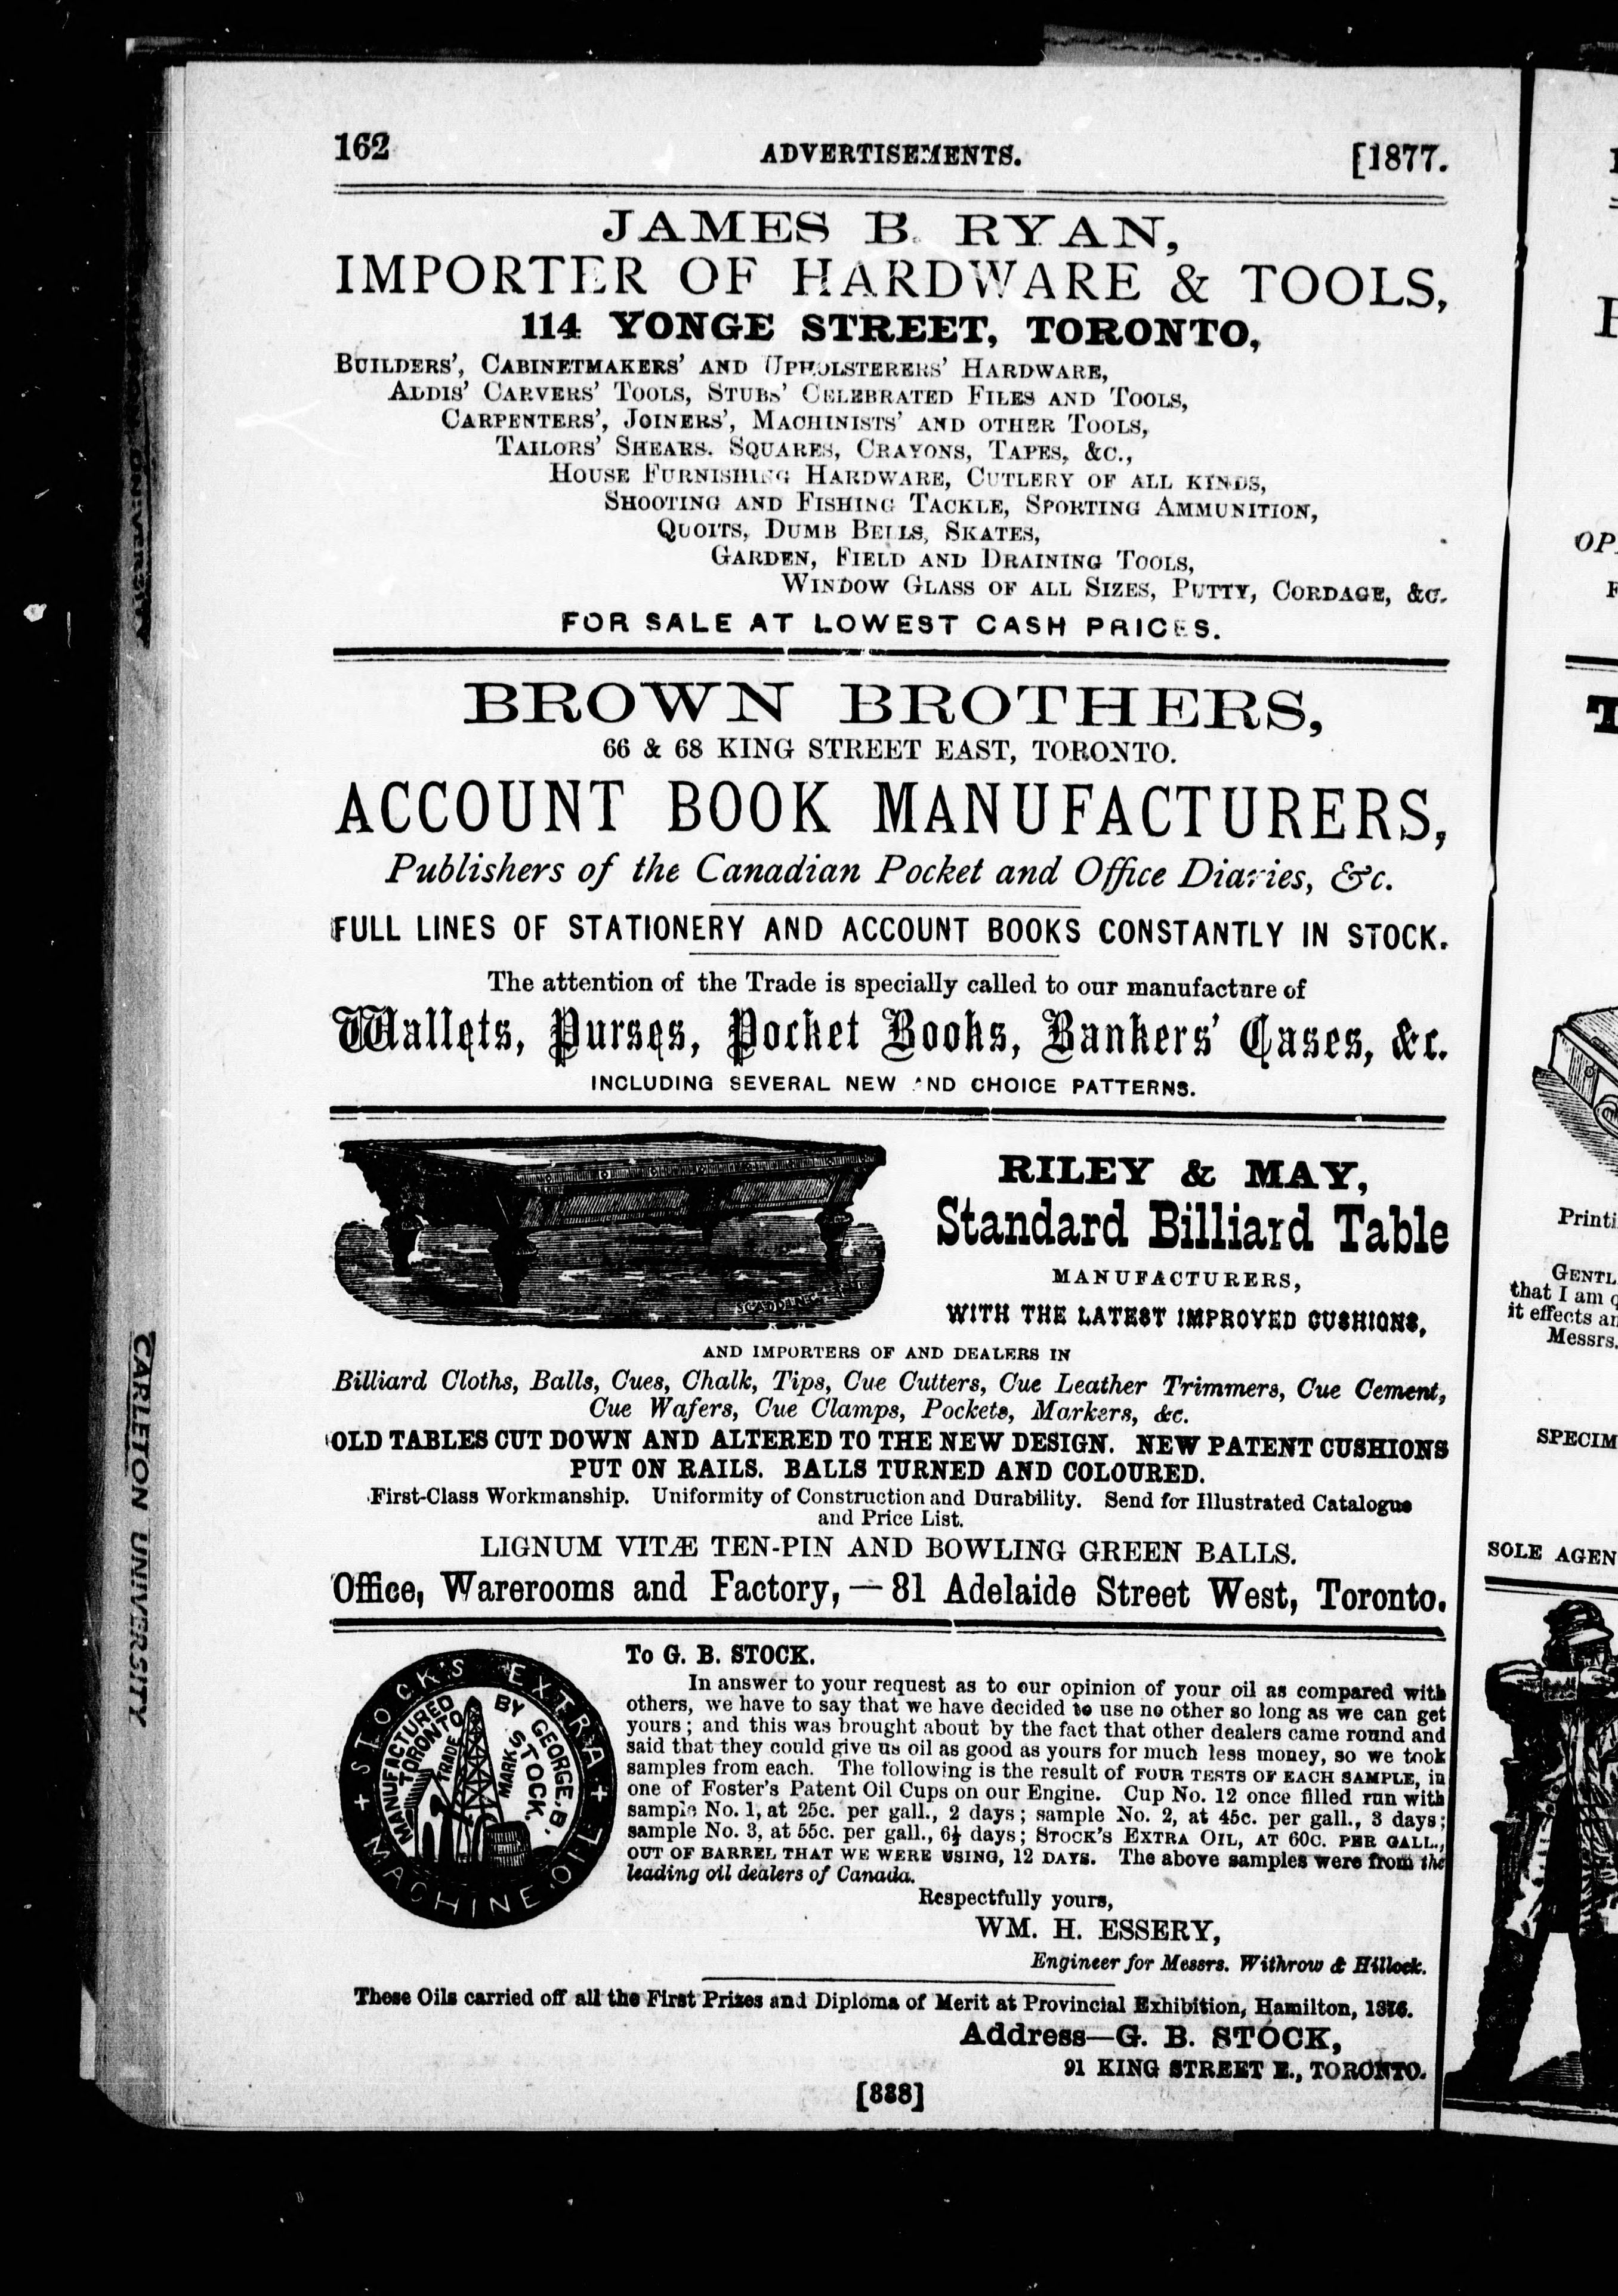 162 ADVERTISEMENTS. [1877.
JAMES B. RYAN,
IMPORTER OF HARDWARE & TOOLS,
114 YONGE STREET, TORONTO,
BUILDERS', CABINETMAKERS' AND UPHOLSTERERS' HARDWARE,
ADDIS' CARVERS' TOOLS, STUBS' CELEBRATED FILES AND TOOLS,
CARPENTERS', JOINERS', MACHINISTS' AND OTHER TOOLS,
TAILORS' SHEARS. SQUARES, CRAYONS, TAPES, &C.,
HOUSE FURNISHING HARDWARE, CUTLERY OF ALL KINDS,
SHOOTING AND FISHING TACKLE, SPORTING AMMUNITION,
QUOITS, DUMB BELLS, SKATES,
GARDEN, FIELD AND DRAINING TOOLS,
WINDOW GLASS OF ALL SIZES, PUTTY, CORDAGE, &C.
FOR SALE AT LOWEST CASH PRICES.
BROWN BROTHERS,
66 & 68 KING STREET EAST, TORONTO.
ACCOUNT BOOK MANUFACTURERS,
Publishers of the Canadian Pocket and Office Diaries, &c.
FULL LINES OF STATIONERY AND ACCOUNT BOOKS CONSTANTLY IN STOCK.
The attention of the Trade is specially called to our manufacture of
Wallets, Purses, Pocket Books, Bankers' Cases, &c.
INCLUDING SEVERAL NEW AND CHOICE PATTERNS.
RILEY & MAY,
Standard Billiard Table
MANUFACTURERS,
WITH THE LATEST IMPROVED CUSHIONS,
AND IMPORTERS OF AND DEALERS IN
Billiard Cloths, Balls, Cues, Chalk, Tips, Cue Cutters, Cue Leather Trimmers, Cue Cement,
Cue Wafers, Cue Clamps, Pockets, Markers, &c.
OLD TABLES CUT DOWN AND ALTERED TO THE NEW DESIGN. NEW PATENT CUSHIONS
PUT ON RAILS. BALLS TURNED AND COLOURED.
First-Class Workmanship. Uniformity of Construction and Durability. Send for Illustrated Catalogue
and Price List.
LIGNUM VITÆ TEN-PIN AND BOWLING GREEN BALLS.
Office, Warerooms and Factory,—81 Adelaide Street West, Toronto.
STOCK'S EXTRA MACHINE OIL
MANUFACTURED BY GEORGE. B. STOCK.
TORONTO
TRADE MARK
To G. B. STOCK.
In answer to your request as to our opinion of your oil as compared with
others, we have to say that we have decided to use no other so long as we can get
yours; and this was brought about by the fact that other dealers came round and
said that they could give us oil as good as yours for much less money, so we took
samples from each. The following is the result of FOUR TESTS OF EACH SAMPLE, in
one of Foster's Patent Oil Cups on our Engine. Cup No. 12 once filled run with
sample No. 1, at 25c. per gall., 2 days; sample No. 2, at 45c. per gall., 3 days;
sample No. 3, at 55c. per gall., 6½ days; STOCK'S EXTRA OIL, AT 60C. PER GALL.,
OUT OF BARREL THAT WE WERE USING, 12 DAYS. The above samples were from the
leading oil dealers of Canada.
Respectfully yours,
WM. H. ESSERY,
Engineer for Messrs. Withrow & Hillock.
These Oils carried off all the First Prizes and Diploma of Merit at Provincial Exhibition, Hamilton, 1876.
Address—G. B. STOCK,
91 KING STREET E., TORONTO.
[888]
CARLETON UNIVERSITY
CARLETON UNIVERSITY
OP
Printi
GENTL
that I am
it effects
Messrs.
SPECIM
SOLE AGEN